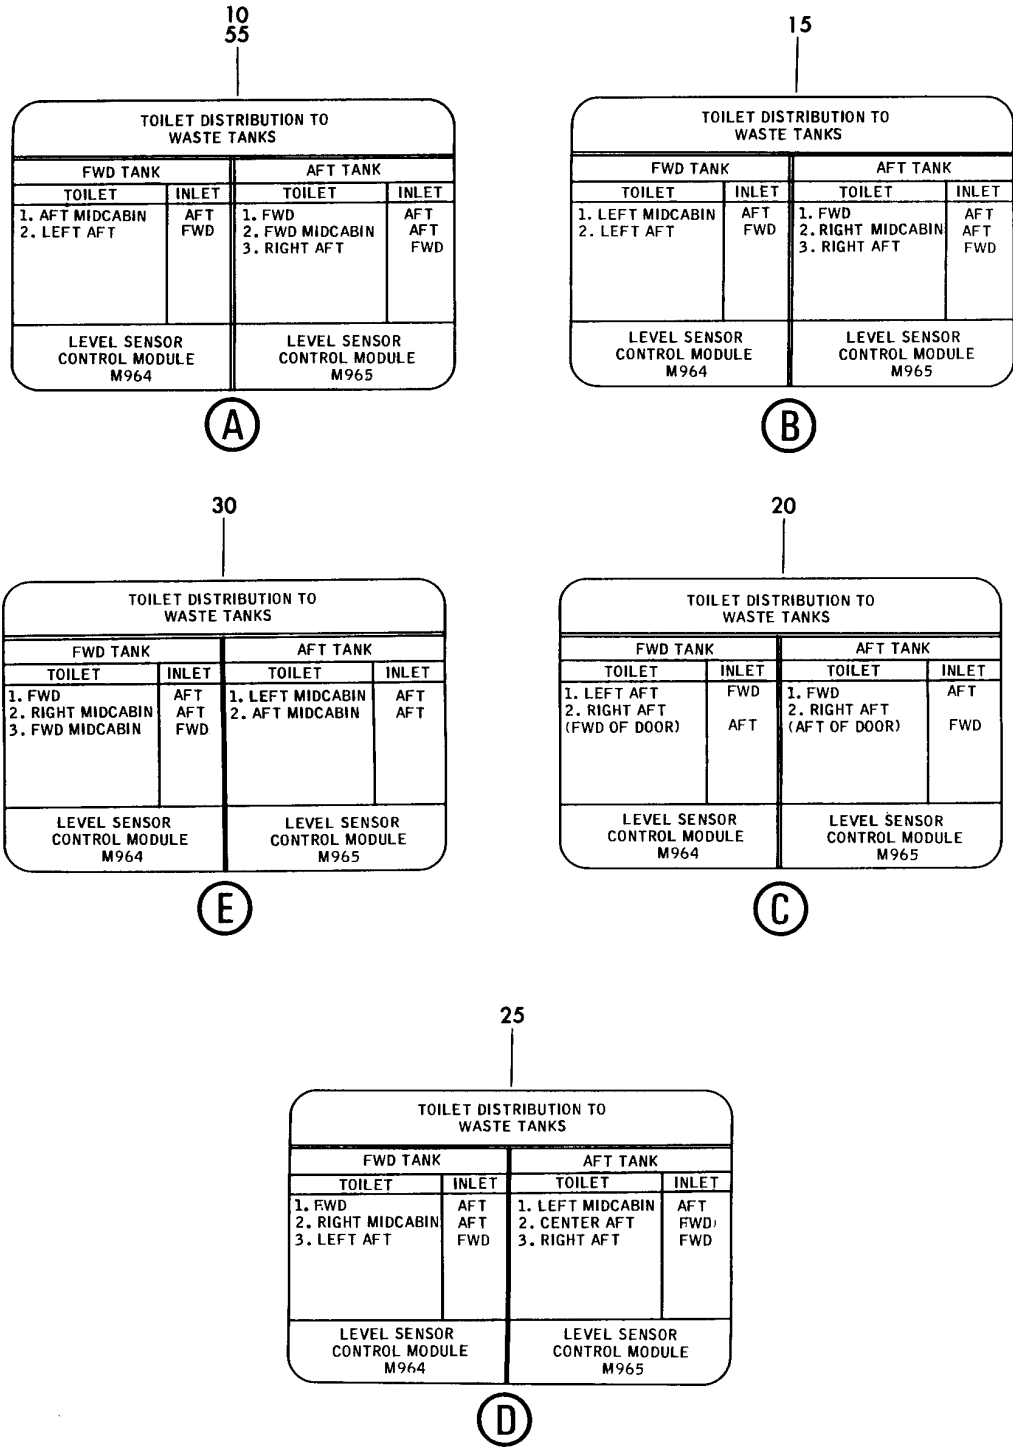 10
55
TOILET DISTRIBUTION TO
WASTE TANKS
FWD TANK AFT TANK
TOILET INLET TOILET INLET
1. AFT MIDCABIN AFT 1. FWD AFT
2. LEFT AFT FWD 2. FWD MIDCABIN AFT
3. RIGHT AFT FWD
LEVEL SENSOR LEVEL SENSOR
CONTROL MODULE CONTROL MODULE
M964 M965
A
15
TOILET DISTRIBUTION TO
WASTE TANKS
FWD TANK AFT TANK
TOILET INLET TOILET INLET
1. LEFT MIDCABIN AFT 1. FWD AFT
2. LEFT AFT FWD 2. RIGHT MIDCABIN AFT
3. RIGHT AFT FWD
LEVEL SENSOR LEVEL SENSOR
CONTROL MODULE CONTROL MODULE
M964 M965
B
30
TOILET DISTRIBUTION TO
WASTE TANKS
FWD TANK AFT TANK
TOILET INLET TOILET INLET
1. FWD AFT 1. LEFT MIDCABIN AFT
2. RIGHT MIDCABIN AFT 2. AFT MIDCABIN AFT
3. FWD MIDCABIN FWD
LEVEL SENSOR LEVEL SENSOR
CONTROL MODULE CONTROL MODULE
M964 M965
E
20
TOILET DISTRIBUTION TO
WASTE TANKS
FWD TANK AFT TANK
TOILET INLET TOILET INLET
1. LEFT AFT FWD 1. FWD AFT
2. RIGHT AFT 2. RIGHT AFT
(FWD OF DOOR) AFT (AFT OF DOOR) FWD
LEVEL SENSOR LEVEL SENSOR
CONTROL MODULE CONTROL MODULE
M964 M965
C
25
TOILET DISTRIBUTION TO
WASTE TANKS
FWD TANK AFT TANK
TOILET INLET TOILET INLET
1. FWD AFT 1. LEFT MIDCABIN AFT
2. RIGHT MIDCABIN AFT 2. CENTER AFT FWD
3. LEFT AFT FWD 3. RIGHT AFT FWD
LEVEL SENSOR LEVEL SENSOR
CONTROL MODULE CONTROL MODULE
M964 M965
D